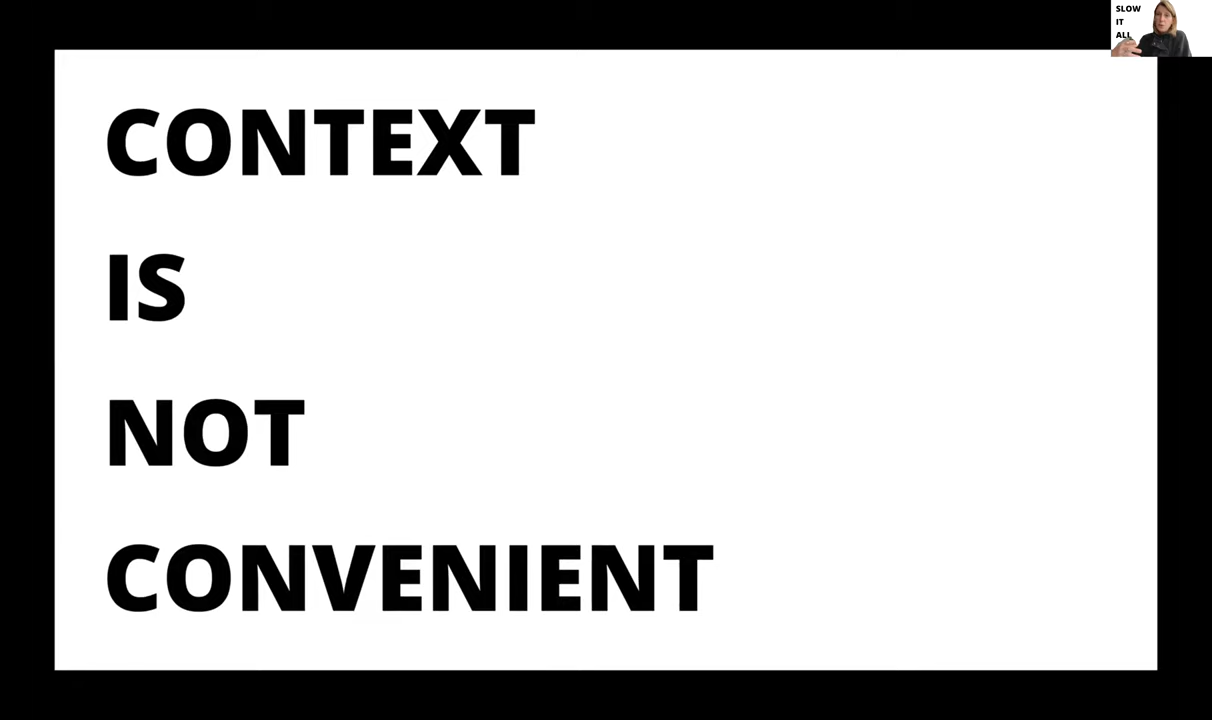 CONTEXT
IS
NOT
CONVENIENT
SLOW
IT
ALL